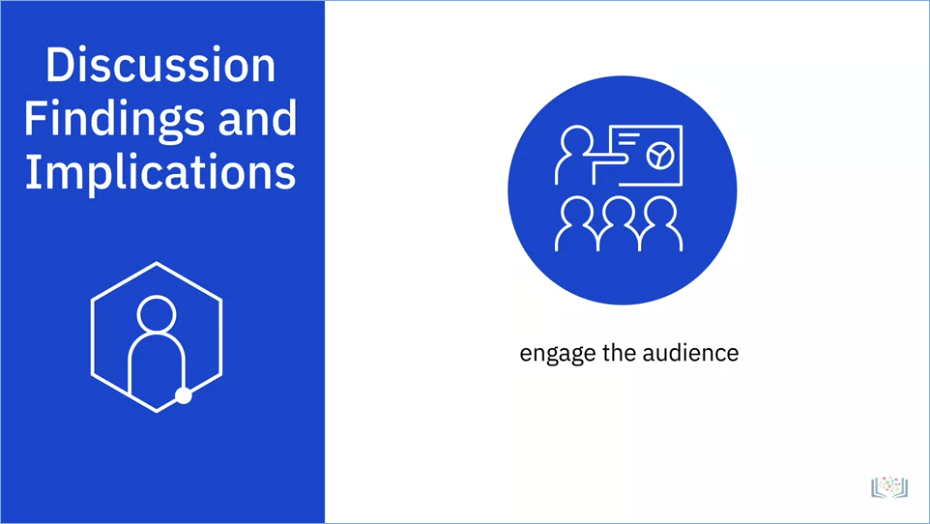 Discussion
Findings and
Implications
engage the audience